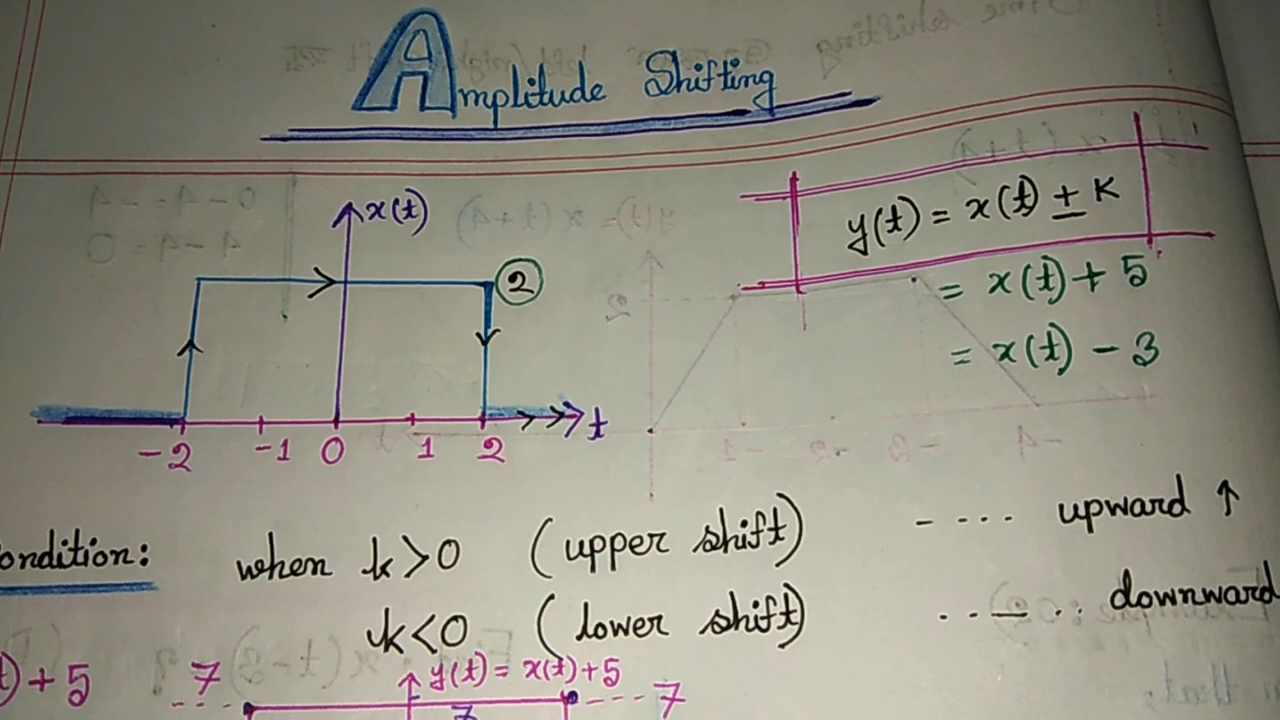 Amplitude Shifting
x(t)
y(t) = x(t) ± K
2
= x(t) + 5
= x(t) - 3
t
-2 -1 0 1 2
ondition: when k>0 (upper shift) - .... upward ↑
k<0 (lower shift) ..—.. downward
t)+5 7 y(t) = x(t)+5
7 ---7